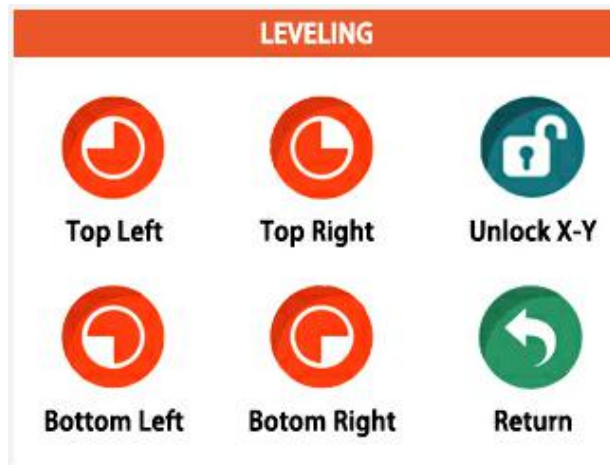 LEVELING
Top Left
Top Right
Unlock X-Y
Bottom Left
Botom Right
Return